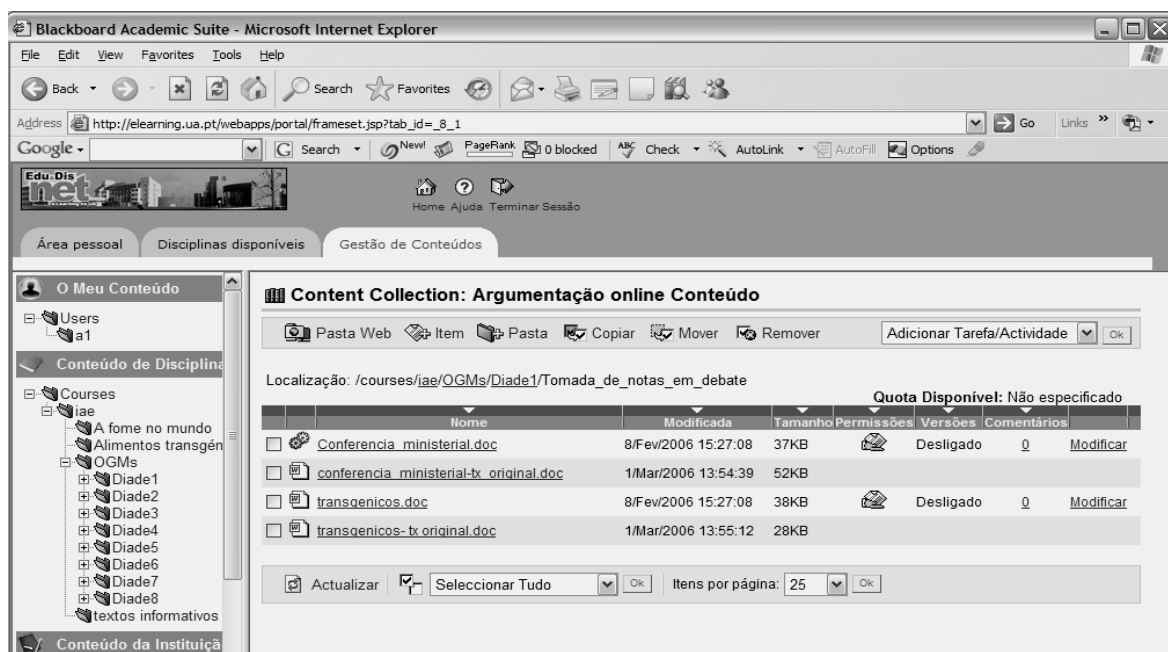 Blackboard Academic Suite - Microsoft Internet Explorer
File Edit View Favorites Tools Help
Back Search Favorites
Address http://elearning.ua.pt/webapps/portal/frameset.jsp?tab_id=_8_1 Go Links »
Google Search New! PageRank 0 blocked ABC Check AutoLink AutoFill Options
Edu.Dis
net
Home Ajuda Terminar Sessão
Área pessoal Disciplinas disponíveis Gestão de Conteúdos
O Meu Conteúdo
Users
a1
Conteúdo de Disciplina
Courses
iae
A fome no mundo
Alimentos transgén
OGMs
Diade1
Diade2
Diade3
Diade4
Diade5
Diade6
Diade7
Diade8
textos informativos
Conteúdo da Instituiçã
Content Collection: Argumentação online Conteúdo
Pasta Web Item Pasta Copiar Mover Remover Adicionar Tarefa/Actividade Ok
Localização: /courses/iae/OGMs/Diade1/Tomada_de_notas_em_debate
Quota Disponível: Não especificado
Nome Modificada Tamanho Permissões Versões Comentários
Conferencia_ministerial.doc 8/Fev/2006 15:27:08 37KB Desligado 0 Modificar
conferencia_ministerial-tx_original.doc 1/Mar/2006 13:54:39 52KB
transgenicos.doc 8/Fev/2006 15:27:08 38KB Desligado 0 Modificar
transgenicos- tx original.doc 1/Mar/2006 13:55:12 28KB
Actualizar Seleccionar Tudo Ok Itens por página: 25 Ok